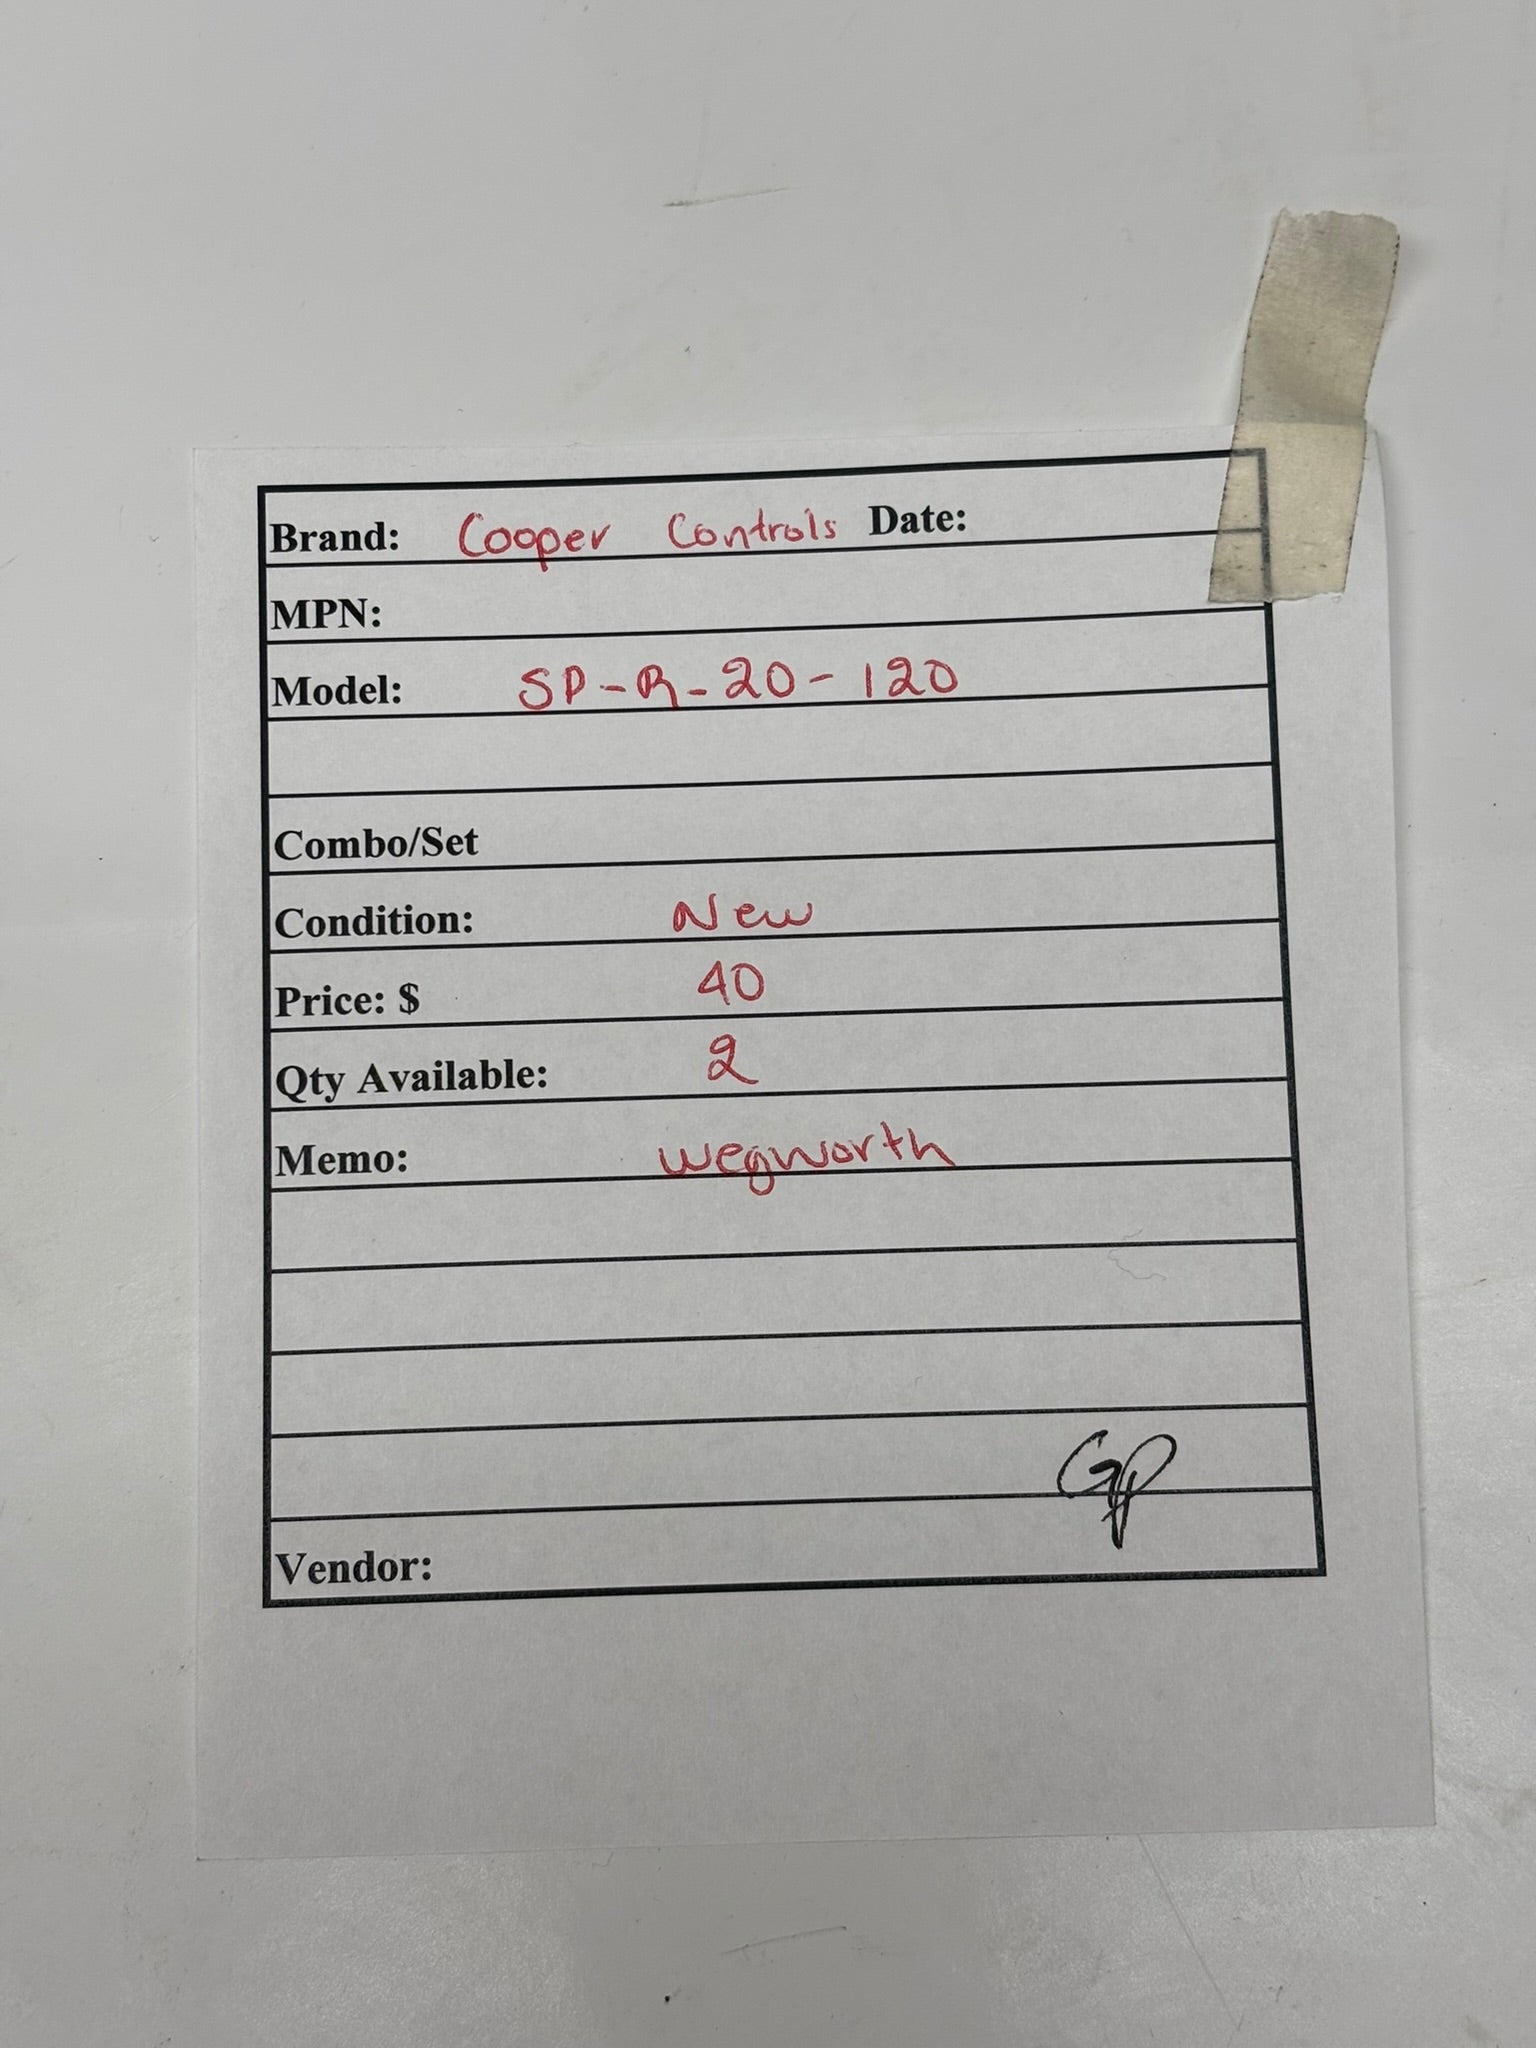 Brand: Cooper Controls Date:
MPN:
Model: SP-R-20-120
Combo/Set
Condition: New
Price: $ 40
Qty Available: 2
Memo: wegworth
GP
Vendor: